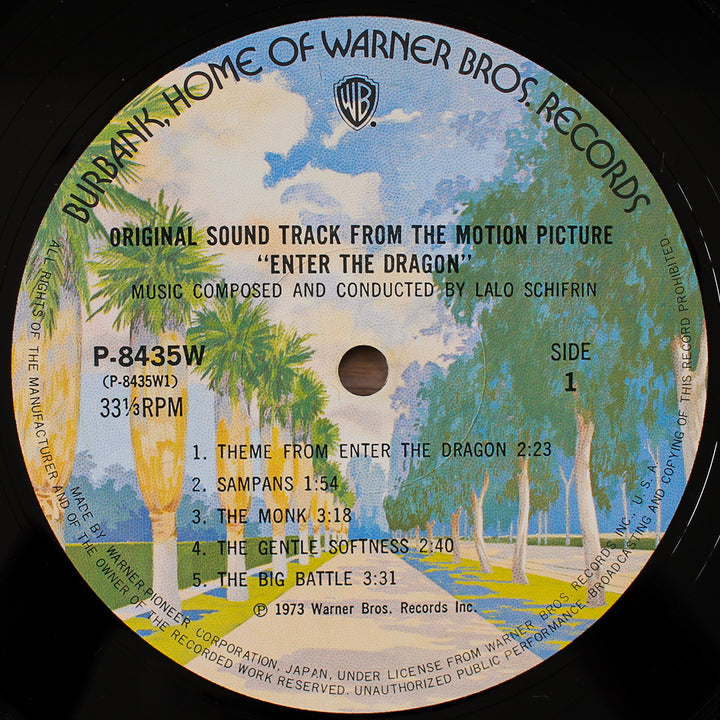 BURBANK, HOME OF WARNER BROS. RECORDS
WB.
ORIGINAL SOUND TRACK FROM THE MOTION PICTURE
"ENTER THE DRAGON"
MUSIC COMPOSED AND CONDUCTED BY LALO SCHIFRIN
P-8435W
(P-8435W1)
33⅓RPM
SIDE
1
1. THEME FROM ENTER THE DRAGON 2:23
2. SAMPANS 1:54
3. THE MONK 3:18
4. THE GENTLE SOFTNESS 2:40
5. THE BIG BATTLE 3:31
Ⓟ 1973 Warner Bros. Records Inc.
MADE BY WARNER-PIONEER CORPORATION, JAPAN, UNDER LICENSE FROM WARNER BROS RECORDS INC., U.S.A.
ALL RIGHTS OF THE MANUFACTURER AND OF THE OWNER OF THE RECORDED WORK RESERVED. UNAUTHORIZED PUBLIC PERFORMANCE, BROADCASTING AND COPYING OF THIS RECORD PROHIBITED.